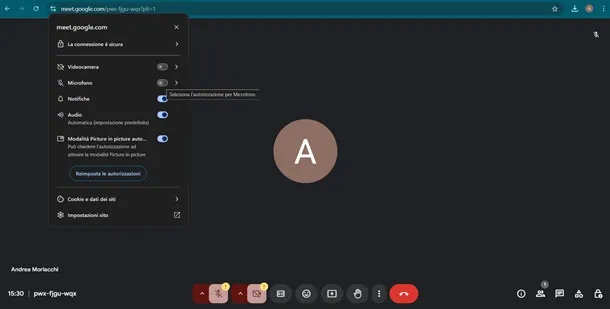 meet.google.com/pwx-fjgu-wqx?pli=1
A
meet.google.com
La connessione è sicura
Videocamera
Microfono
Seleziona l'autorizzazione per Microfono
Notifiche
Audio
Automatica (impostazione predefinita)
Modalità Picture in picture auto...
Può chiedere l'autorizzazione ad
attivare la modalità Picture in picture
Reimposta le autorizzazioni
Cookie e dati dei siti
Impostazioni sito
A
Andrea Morlacchi
15:30 | pwx-fjgu-wqx
1